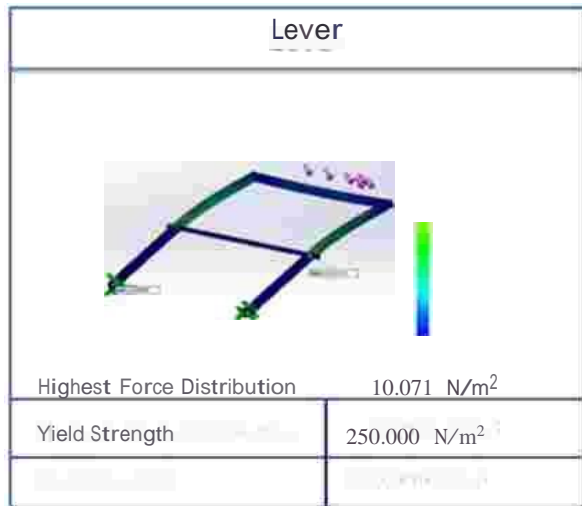 Lever
Highest Force Distribution 10.071 N/m²
Yield Strength 250.000 N/m²